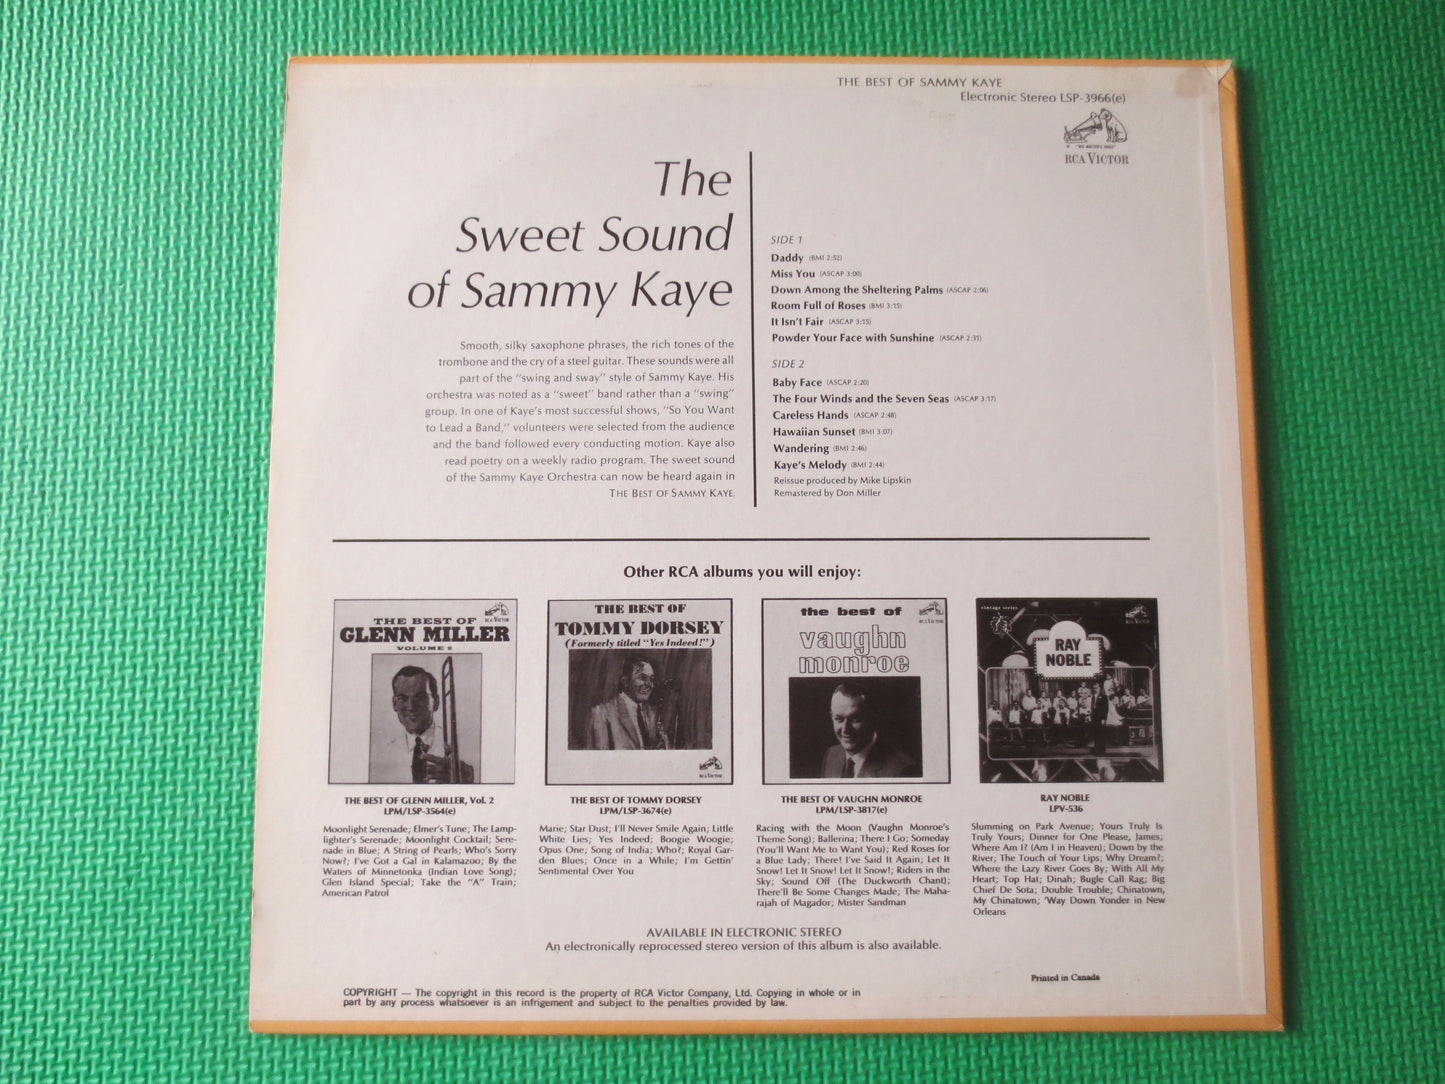 THE BEST OF SAMMY KAYE
Electronic Stereo LSP-3966(e)
"HIS MASTER'S VOICE"
RCA VICTOR
The
Sweet Sound
of Sammy Kaye
Smooth, silky saxophone phrases, the rich tones of the
trombone and the cry of a steel guitar. These sounds were all
part of the "swing and sway" style of Sammy Kaye. His
orchestra was noted as a "sweet" band rather than a "swing"
group. In one of Kaye's most successful shows, "So You Want
to Lead a Band," volunteers were selected from the audience
and the band followed every conducting motion. Kaye also
read poetry on a weekly radio program. The sweet sound
of the Sammy Kaye Orchestra can now be heard again in
THE BEST OF SAMMY KAYE.
SIDE 1
Daddy (BMI 2:52)
Miss You (ASCAP 3:00)
Down Among the Sheltering Palms (ASCAP 2:06)
Room Full of Roses (BMI 3:15)
It Isn't Fair (ASCAP 3:15)
Powder Your Face with Sunshine (ASCAP 2:31)
SIDE 2
Baby Face (ASCAP 2:20)
The Four Winds and the Seven Seas (ASCAP 3:17)
Careless Hands (ASCAP 2:48)
Hawaiian Sunset (BMI 3:07)
Wandering (BMI 2:46)
Kaye's Melody (BMI 2:44)
Reissue produced by Mike Lipskin
Remastered by Don Miller
Other RCA albums you will enjoy:
RCA VICTOR
THE BEST OF
GLENN MILLER
VOLUME 2
THE BEST OF GLENN MILLER, Vol. 2
LPM/LSP-3564(e)
Moonlight Serenade; Elmer's Tune; The Lamp-
lighter's Serenade; Moonlight Cocktail; Sere-
nade in Blue; A String of Pearls; Who's Sorry
Now?; I've Got a Gal in Kalamazoo; By the
Waters of Minnetonka (Indian Love Song);
Glen Island Special; Take the "A" Train;
American Patrol
THE BEST OF
TOMMY DORSEY
(Formerly titled "Yes Indeed!")
RCA VICTOR
THE BEST OF TOMMY DORSEY
LPM/LSP-3674(e)
Marie; Star Dust; I'll Never Smile Again; Little
White Lies; Yes Indeed; Boogie Woogie;
Opus One; Song of India; Who?; Royal Gar-
den Blues; Once in a While; I'm Gettin'
Sentimental Over You
the best of
vaughn
monroe
RCA VICTOR
THE BEST OF VAUGHN MONROE
LPM/LSP-3817(e)
Racing with the Moon (Vaughn Monroe's
Theme Song); Ballerina; There I Go; Someday
(You'll Want Me to Want You); Red Roses for
a Blue Lady; There! I've Said It Again; Let It
Snow! Let It Snow! Let It Snow!; Riders in the
Sky; Sound Off (The Duckworth Chant);
There'll Be Some Changes Made; The Maha-
rajah of Magador; Mister Sandman
vintage series
RCA VICTOR
RAY
NOBLE
RAY NOBLE
LPV-536
Slumming on Park Avenue; Yours Truly Is
Truly Yours; Dinner for One Please, James;
Where Am I? (Am I in Heaven); Down by the
River; The Touch of Your Lips; Why Dream?;
Where the Lazy River Goes By; With All My
Heart; Top Hat; Dinah; Bugle Call Rag; Big
Chief De Sota; Double Trouble; Chinatown,
My Chinatown; 'Way Down Yonder in New
Orleans
AVAILABLE IN ELECTRONIC STEREO
An electronically reprocessed stereo version of this album is also available.
Printed in Canada
COPYRIGHT — The copyright in this record is the property of RCA Victor Company, Ltd. Copying in whole or in
part by any process whatsoever is an infrigement and subject to the penalties provided by law.